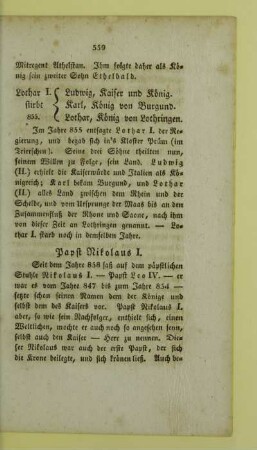 559
Mitregent Athelstan. Ihm folgte daher als Kö-
nig sein zweiter Sohn Ethelbald.
Lothar I. { Ludwig, Kaiser und König.
stirbt { Karl, König von Burgund.
855. { Lothar, König von Lothringen.
Im Jahre 855 entsagte Lothar I. der Re-
gierung, und begab sich in's Kloster Prüm (im
Trierschen). Seine drei Söhne theilten nun,
seinem Willen zu Folge, sein Land. Ludwig
(II.) erhielt die Kaiserwürde und Italien als Kö-
nigreich; Karl bekam Burgund, und Lothar
(II.) alles Land zwischen dem Rhein und der
Schelde, und vom Ursprunge der Maas bis an den
Zusammenfluß der Rhone und Saone, nach ihm
von dieser Zeit an Lothringen genannt. — Lo-
thar I. starb noch in demselben Jahre.
Papst Nikolaus I.
Seit dem Jahre 858 saß auf dem päpstlichen
Stuhle Nikolaus I. — Papst Leo IV. — er
war es vom Jahre 847 bis zum Jahre 854 —
setzte schon seinen Namen dem der Könige und
selbst dem des Kaisers vor. Papst Nikolaus I.
aber, so wie sein Nachfolger, enthielt sich, einen
Weltlichen, mochte er auch noch so angesehen seyn,
selbst auch den Kaiser — Herr zu nennen. Die-
ser Nikolaus war auch der erste Papst, der sich
die Krone beilegte, und sich krönen ließ. Auch be-